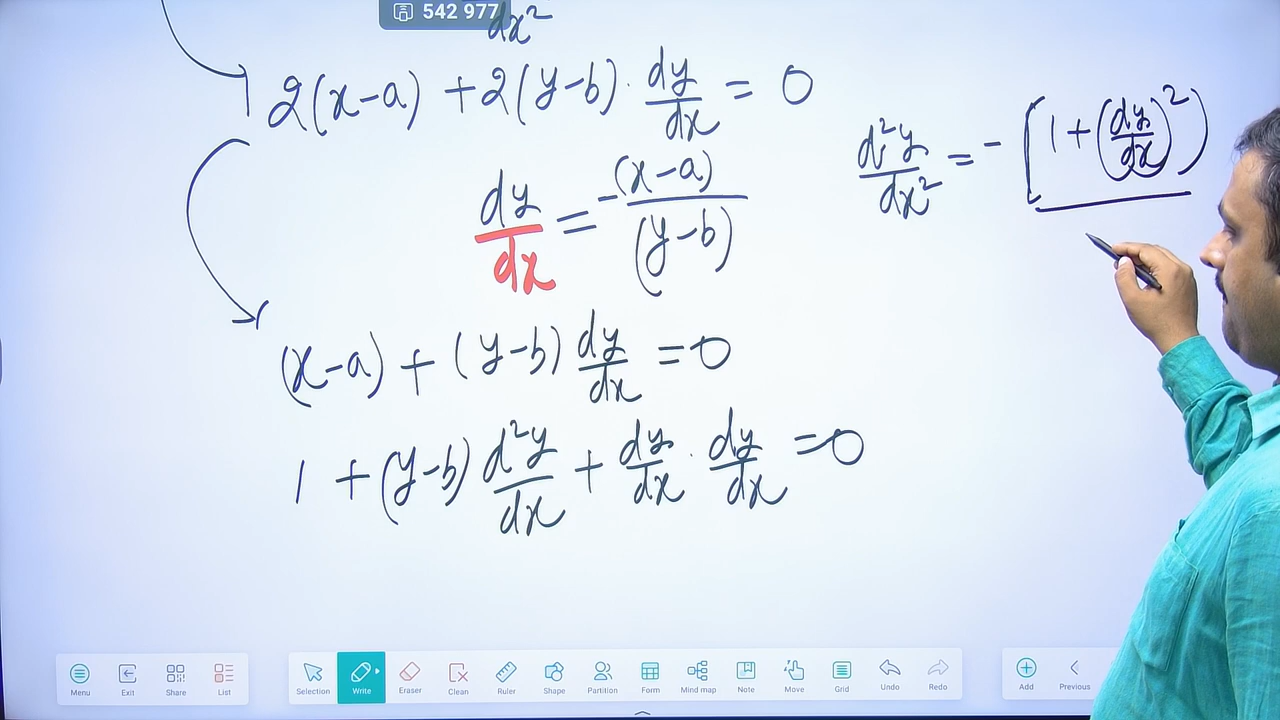 542 977
dx²
2(x-a) + 2(y-b) · dy/dx = 0
d²y/dx² = - [1 + (dy/dx)²)
dy/dx = -(x-a)/(y-b)
(x-a) + (y-b) dy/dx = 0
1 + (y-b) d²y/dx + dy/dx · dy/dx = 0
Menu Exit Share List Selection Write Eraser Clean Ruler Shape Partition Form Mind map Note Move Grid Undo Redo Add Previous